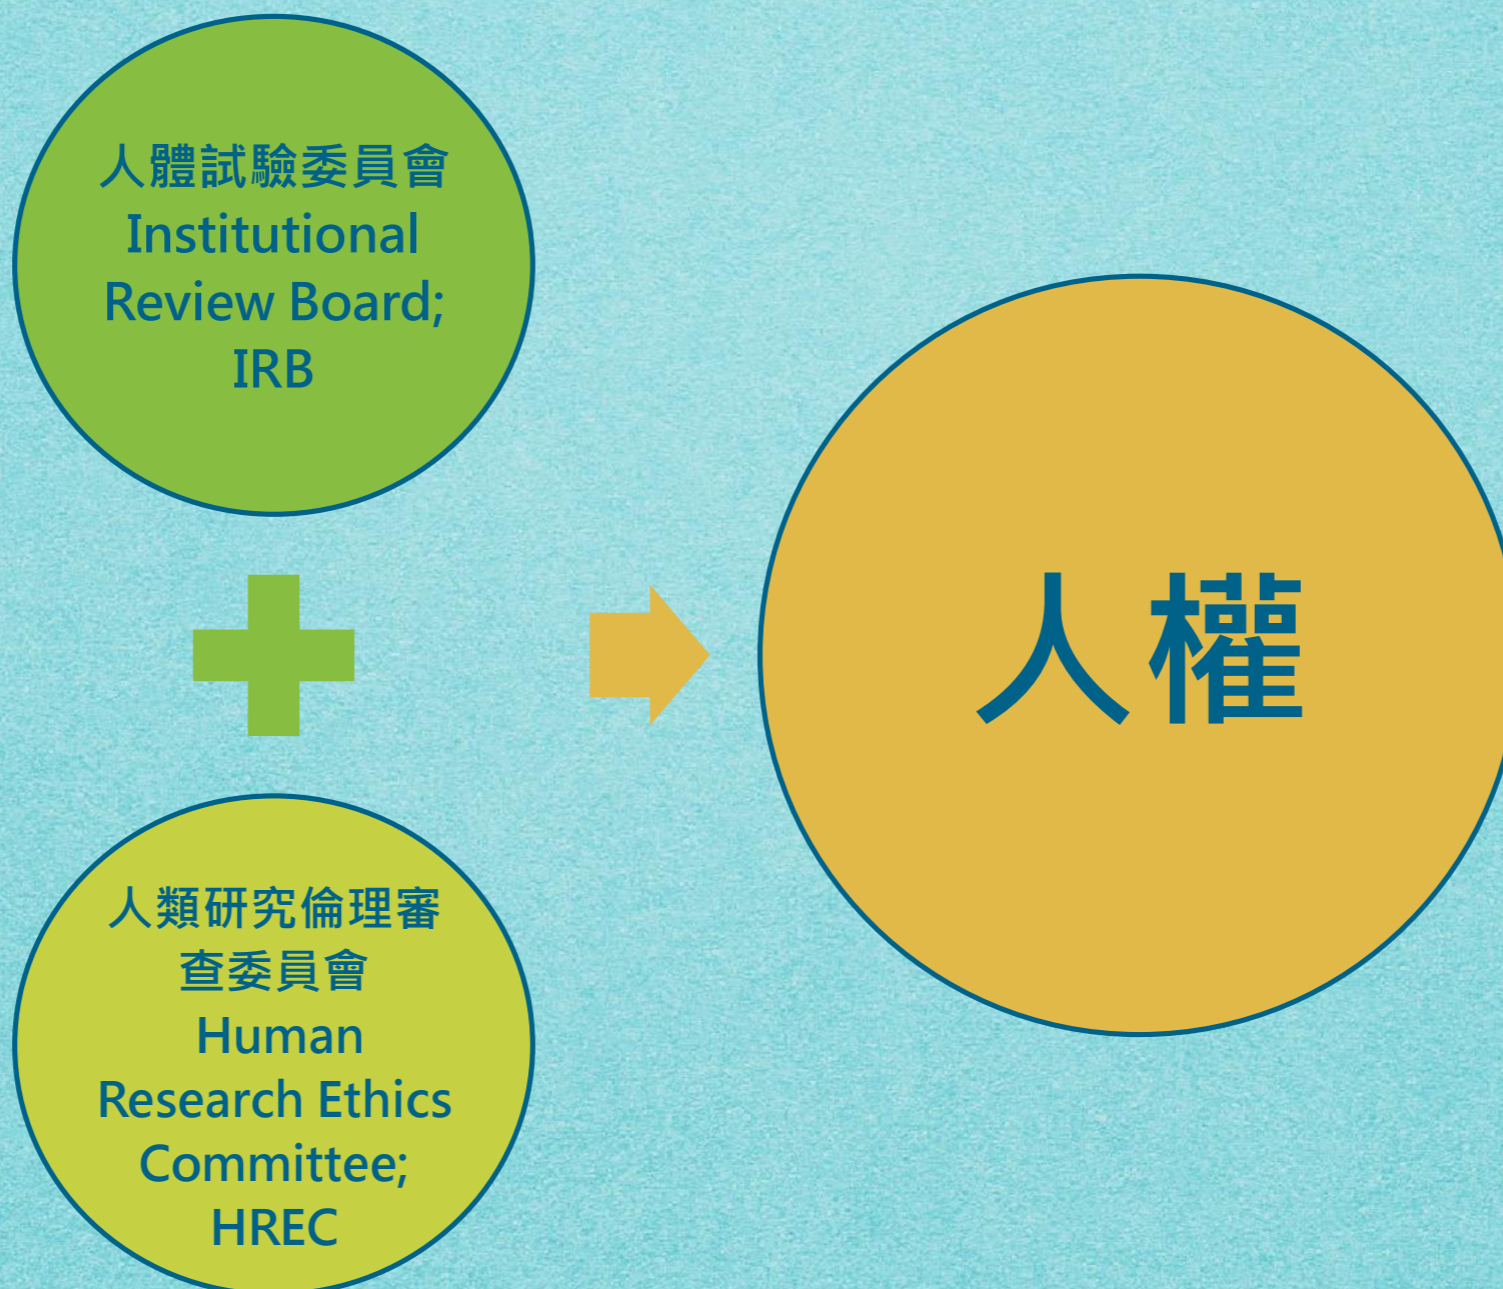 人體試驗委員會
Institutional
Review Board;
IRB
人類研究倫理審
查委員會
Human
Research Ethics
Committee;
HREC
人權